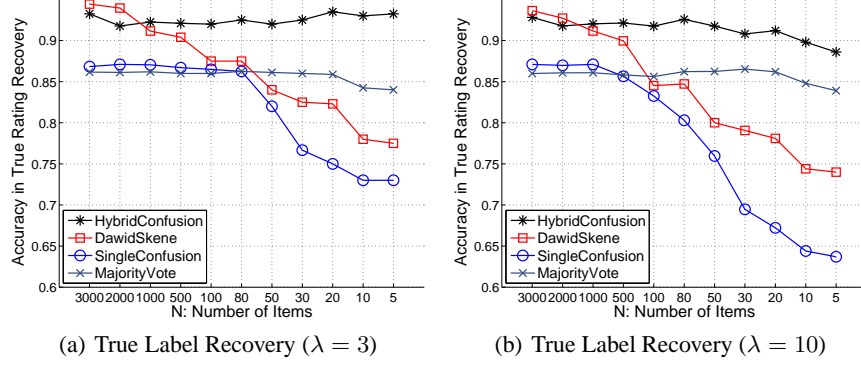 Accuracy in True Rating Recovery
0.9
0.85
0.8
0.75
0.7
0.65
0.6
HybridConfusion
DawidSkene
SingleConfusion
MajorityVote
3000 2000 1000 500 100 80 50 30 20 10 5
N: Number of Items
(a) True Label Recovery (λ = 3)
Accuracy in True Rating Recovery
0.9
0.85
0.8
0.75
0.7
0.65
0.6
HybridConfusion
DawidSkene
SingleConfusion
MajorityVote
3000 2000 1000 500 100 80 50 30 20 10 5
N: Number of Items
(b) True Label Recovery (λ = 10)